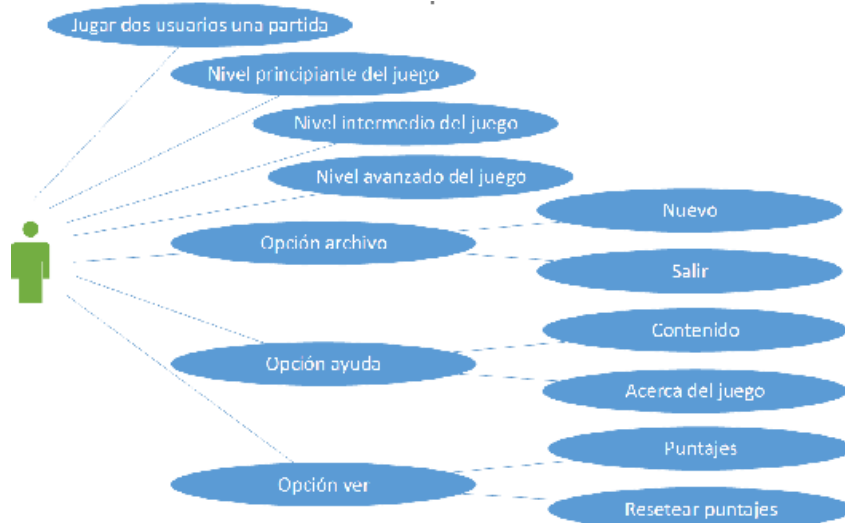 Jugar dos usuarios una partida
Nivel principiante del juego
Nivel intermedio del juego
Nivel avanzado del juego
Nuevo
Opción archivo
Salir
Contenido
Opción ayuda
Acerca del juego
Puntajes
Opción ver
Resetear puntajes